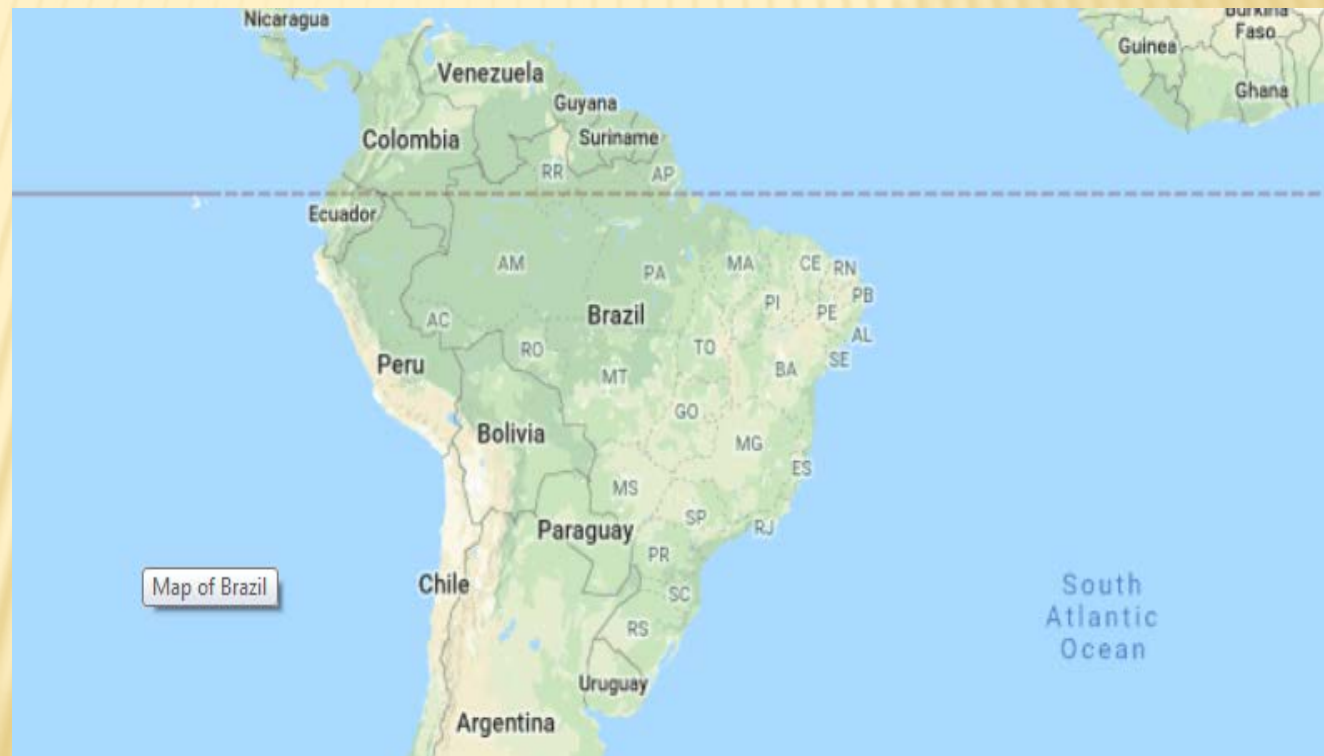 Nicaragua
Burkina
Faso
Guinea
Venezuela
Ghana
Guyana
Colombia
Suriname
RR
AP
Ecuador
AM
PA
MA
CE
RN
PI
PB
PE
Brazil
AC
AL
RO
TO
SE
Peru
MT
BA
GO
Bolivia
MG
ES
MS
SP
RJ
Paraguay
PR
Chile
Map of Brazil
SC
South
Atlantic
Ocean
RS
Uruguay
Argentina